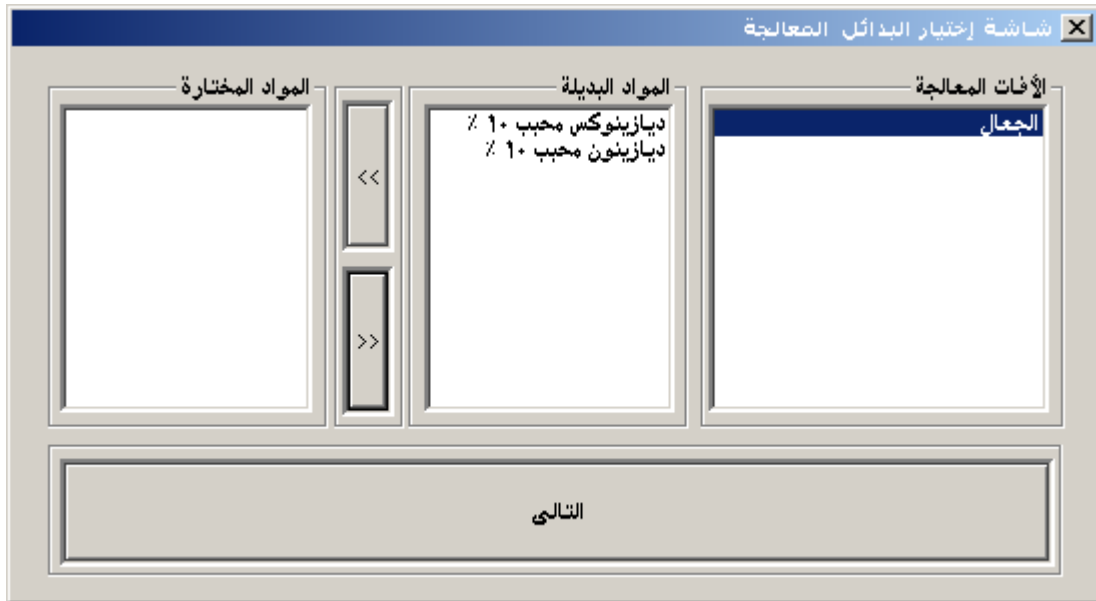 شاشة إختيار البدائل المعالجة
الأفات المعالجة
الجعال
المواد البديلة
ديازينوكس محبب ١٠ ٪
ديازينون محبب ١٠ ٪
<<
>>
المواد المختارة
التالى